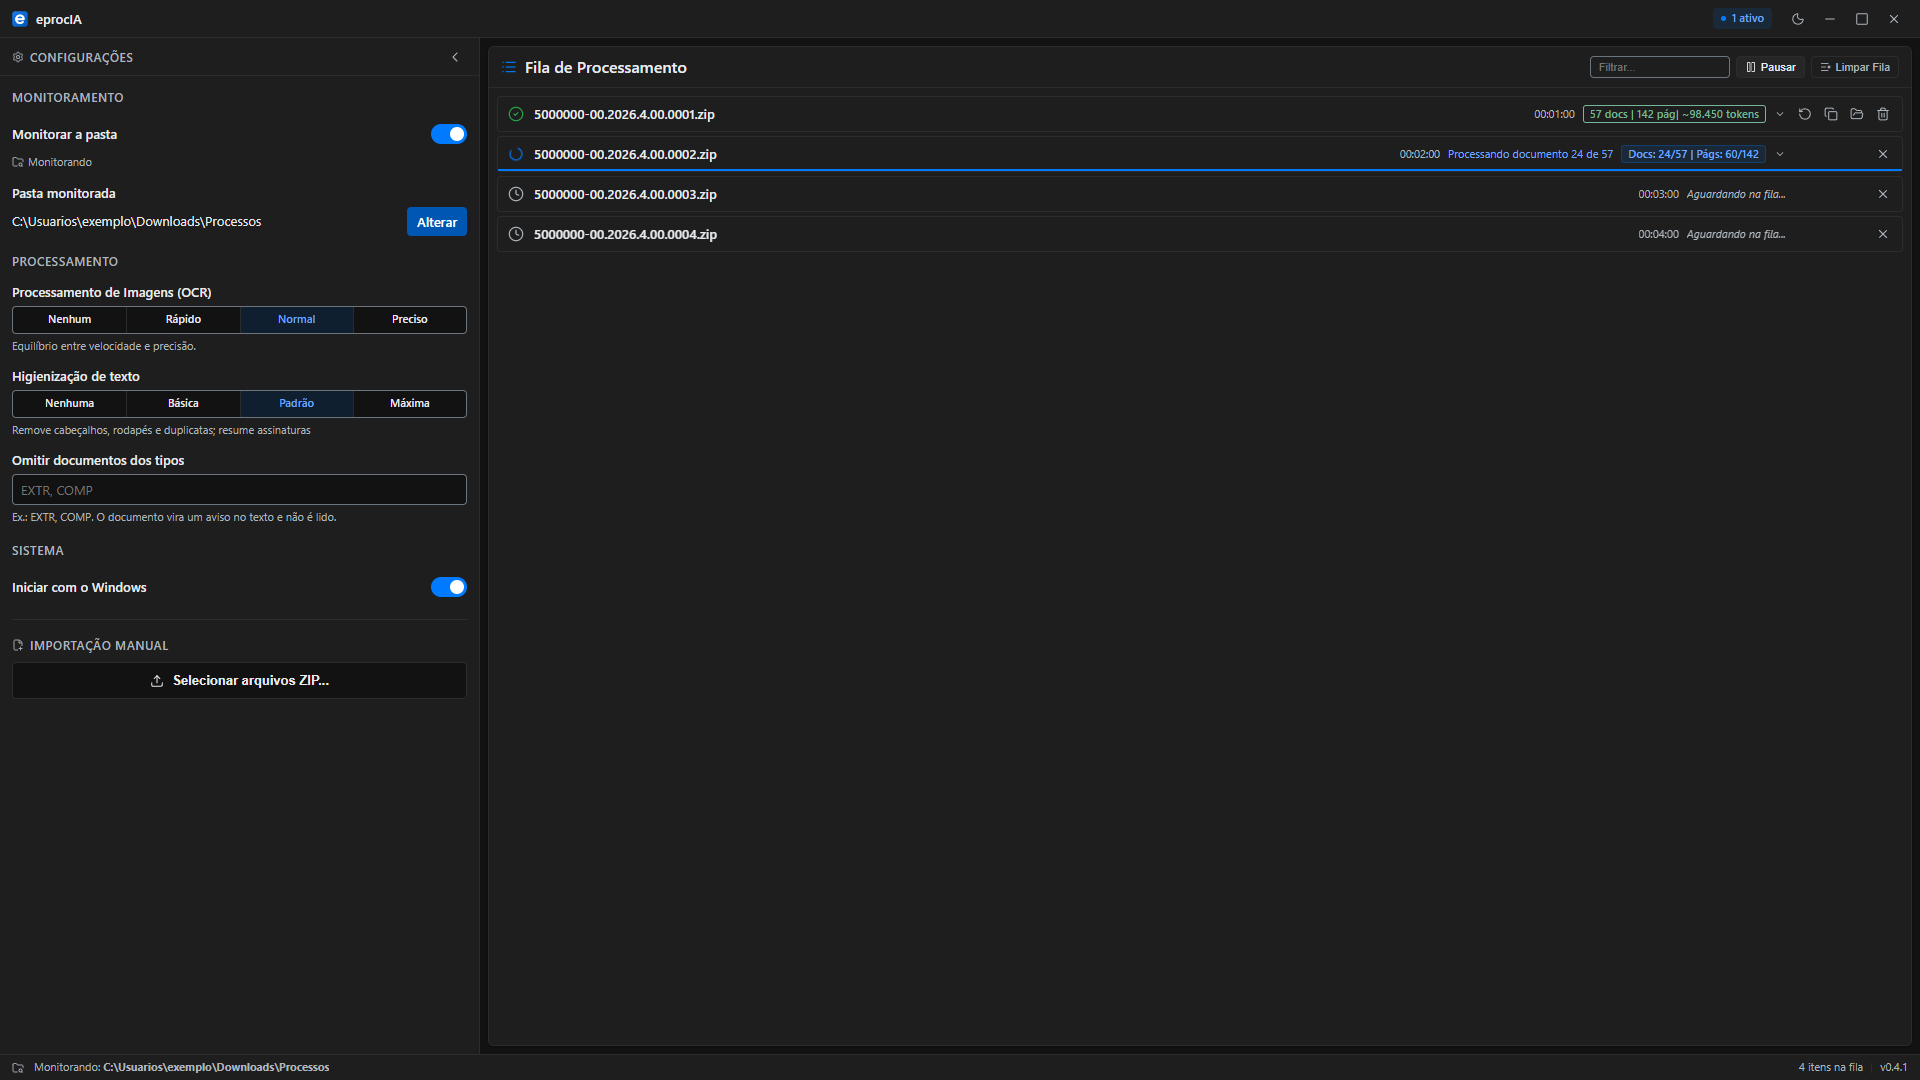 eprocIA
1 ativo
CONFIGURAÇÕES
MONITORAMENTO
Monitorar a pasta
Monitorando
Pasta monitorada
C:\Usuarios\exemplo\Downloads\Processos
Alterar
PROCESSAMENTO
Processamento de Imagens (OCR)
Nenhum Rápido Normal Preciso
Equilíbrio entre velocidade e precisão.
Higienização de texto
Nenhuma Básica Padrão Máxima
Remove cabeçalhos, rodapés e duplicatas; resume assinaturas
Omitir documentos dos tipos
EXTR, COMP
Ex.: EXTR, COMP. O documento vira um aviso no texto e não é lido.
SISTEMA
Iniciar com o Windows
IMPORTAÇÃO MANUAL
Selecionar arquivos ZIP...
Fila de Processamento
Filtrar... Pausar Limpar Fila
5000000-00.2026.4.00.0001.zip 00:01:00 57 docs | 142 pág| ~98.450 tokens
5000000-00.2026.4.00.0002.zip 00:02:00 Processando documento 24 de 57 Docs: 24/57 | Págs: 60/142
5000000-00.2026.4.00.0003.zip 00:03:00 Aguardando na fila...
5000000-00.2026.4.00.0004.zip 00:04:00 Aguardando na fila...
Monitorando: C:\Usuarios\exemplo\Downloads\Processos
4 itens na fila v0.4.1